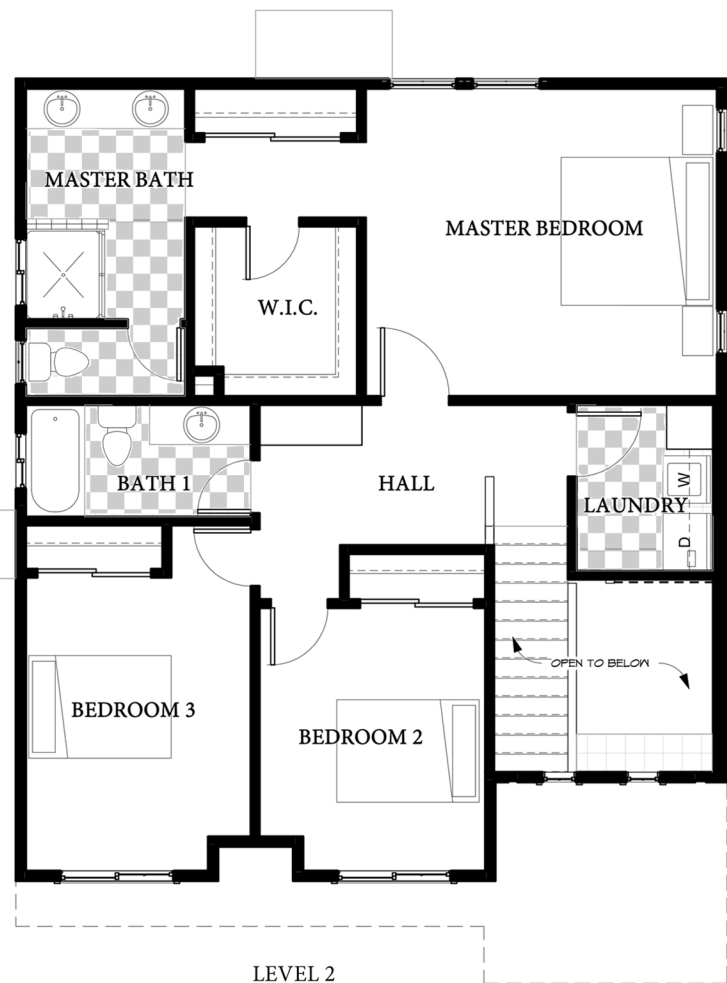 MASTER BATH
MASTER BEDROOM
W.I.C.
BATH 1
HALL
W
LAUNDRY
D
OPEN TO BELOW
BEDROOM 3
BEDROOM 2
LEVEL 2